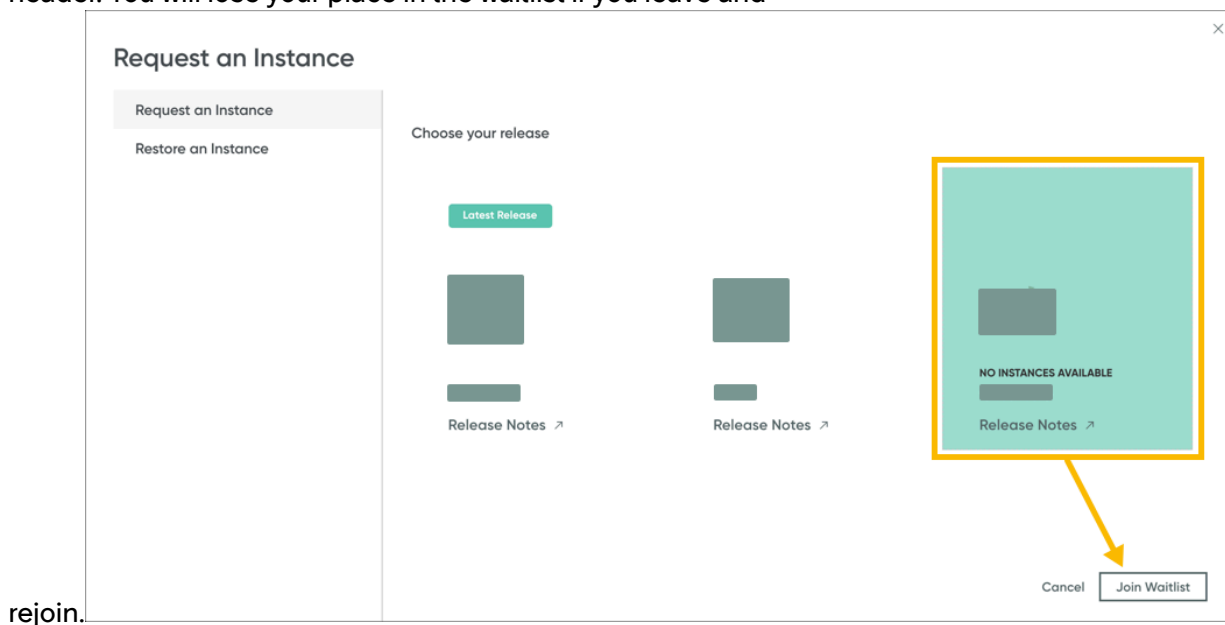 header. You will lose your place in the waitlist if you leave and
Request an Instance
Request an Instance
Restore an Instance
Choose your release
Latest Release
NO INSTANCES AVAILABLE
Release Notes ↗
Release Notes ↗
Release Notes ↗
Cancel
Join Waitlist
rejoin.